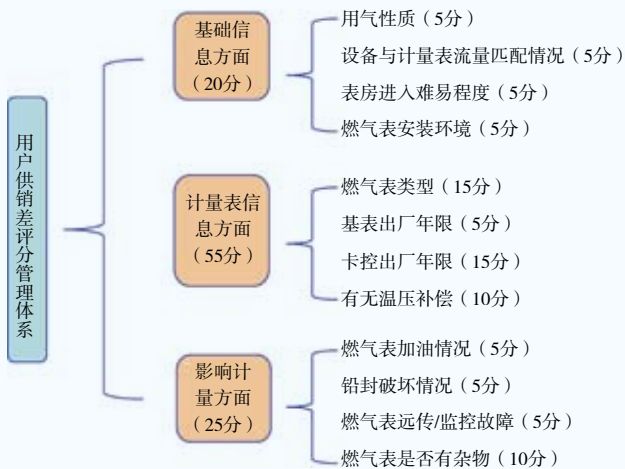 用户供销差评分管理体系
基础信
息方面
（20分）
用气性质（5分）
设备与计量表流量匹配情况（5分）
表房进入难易程度（5分）
燃气表安装环境（5分）
计量表信
息方面
（55分）
燃气表类型（15分）
基表出厂年限（5分）
卡控出厂年限（15分）
有无温压补偿（10分）
影响计
量方面
（25分）
燃气表加油情况（5分）
铅封破坏情况（5分）
燃气表远传/监控故障（5分）
燃气表是否有杂物（10分）